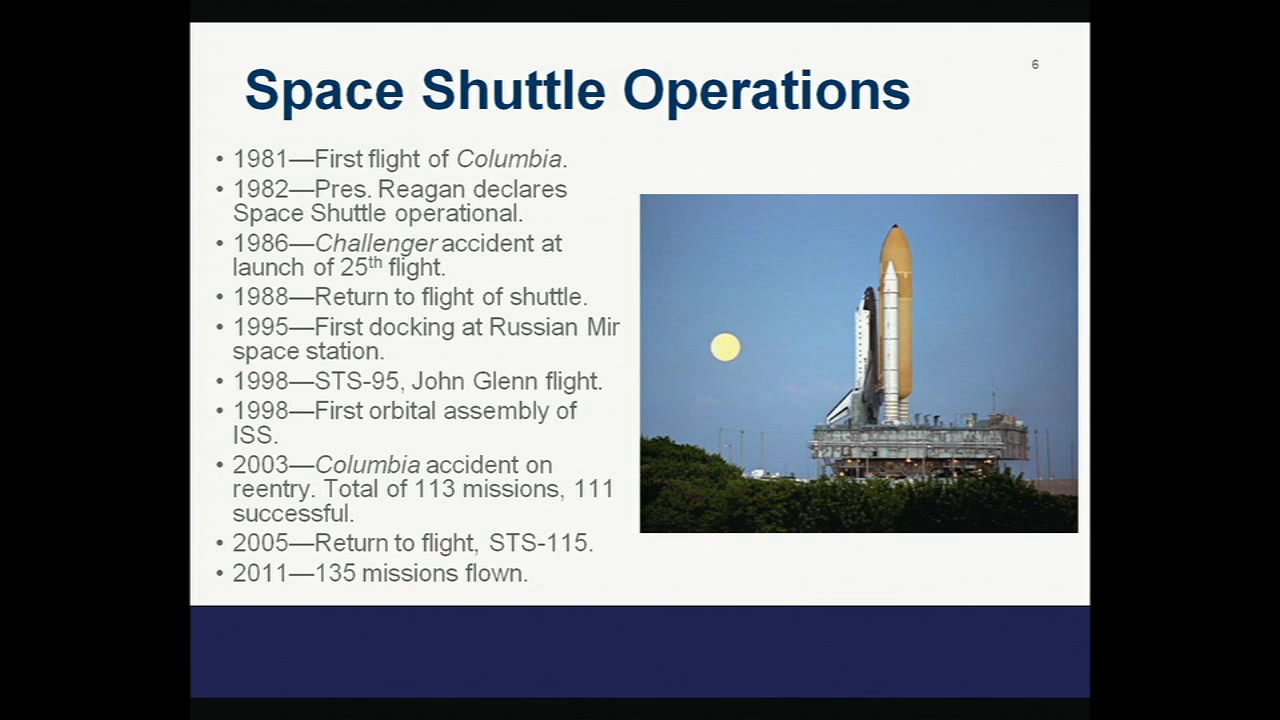 6
Space Shuttle Operations
• 1981—First flight of Columbia.
• 1982—Pres. Reagan declares
Space Shuttle operational.
• 1986—Challenger accident at
launch of 25th flight.
• 1988—Return to flight of shuttle.
• 1995—First docking at Russian Mir
space station.
• 1998—STS-95, John Glenn flight.
• 1998—First orbital assembly of
ISS.
• 2003—Columbia accident on
reentry. Total of 113 missions, 111
successful.
• 2005—Return to flight, STS-115.
• 2011—135 missions flown.